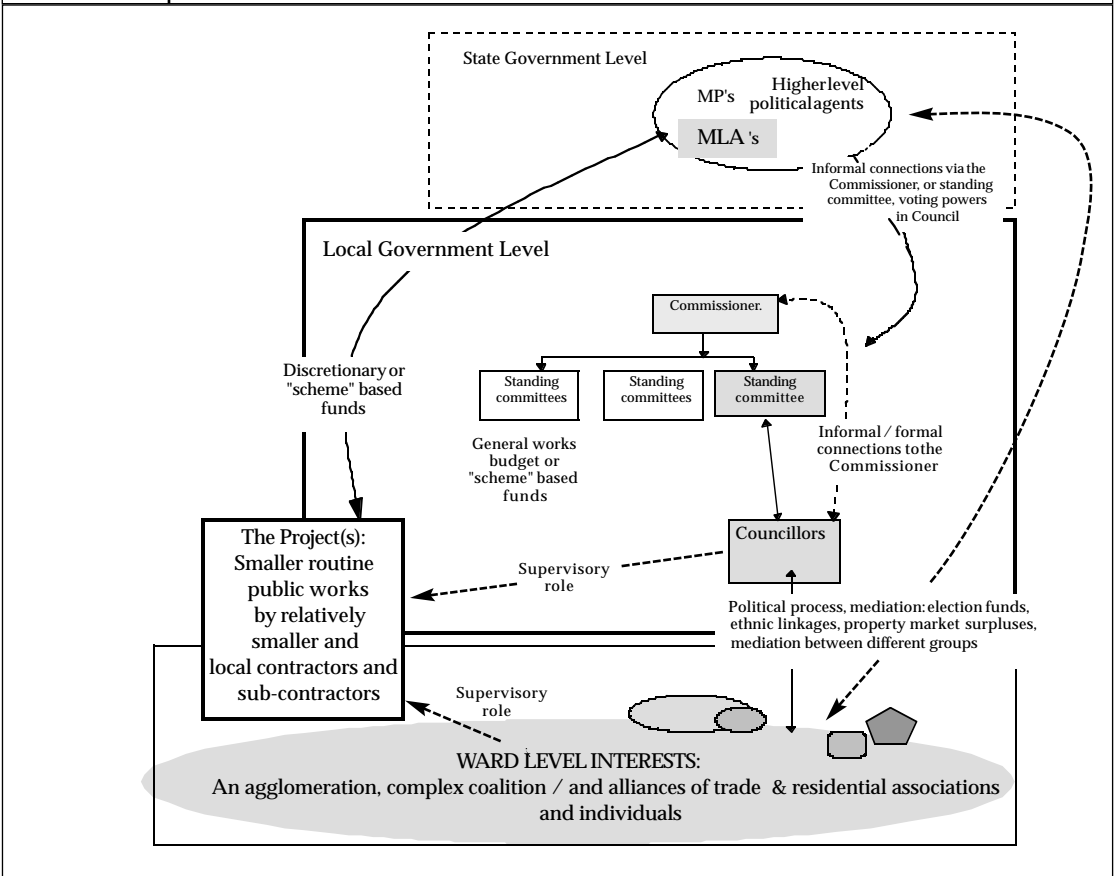 State Government Level
MP's
Higherlevel
politicalagents
MLA 's
Informal connections via the
Commissioner, or standing
committee, voting powers
in Council
Local Government Level
Commissioner.
Discretionary or
"scheme" based
funds
Standing
committees
Standing
committees
Standing
committee
General works
budget or
"scheme" based
funds
Informal / formal
connections to the
Commissioner
The Project(s):
Smaller routine
public works
by relatively
smaller and
local contractors and
sub-contractors
Councillors
Supervisory
role
Political process, mediation: election funds,
ethnic linkages, property market surpluses,
mediation between different groups
Supervisory
role
WARD LEVEL INTERESTS:
An agglomeration, complex coalition / and alliances of trade & residential associations
and individuals